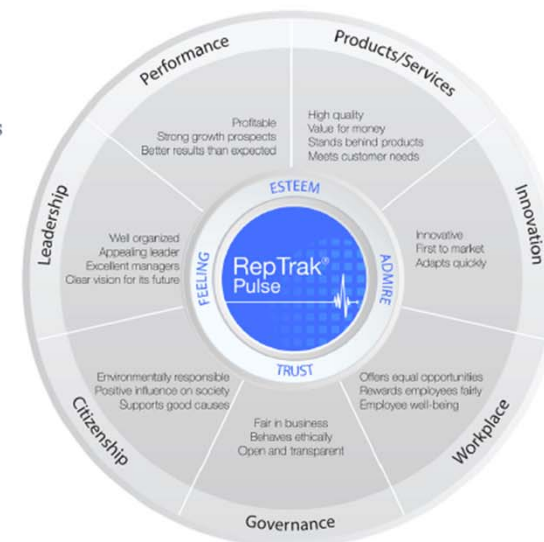 Performance
Products/Services
Profitable
Strong growth prospects
Better results than expected
High quality
Value for money
Stands behind products
Meets customer needs
Leadership
Well organized
Appealing leader
Excellent managers
Clear vision for its future
ESTEEM
FEELING
RepTrak®
Pulse
ADMIRE
TRUST
Innovative
First to market
Adapts quickly
Innovation
Citizenship
Environmentally responsible
Positive influence on society
Supports good causes
Fair in business
Behaves ethically
Open and transparent
Governance
Offers equal opportunities
Rewards employees fairly
Employee well-being
Workplace